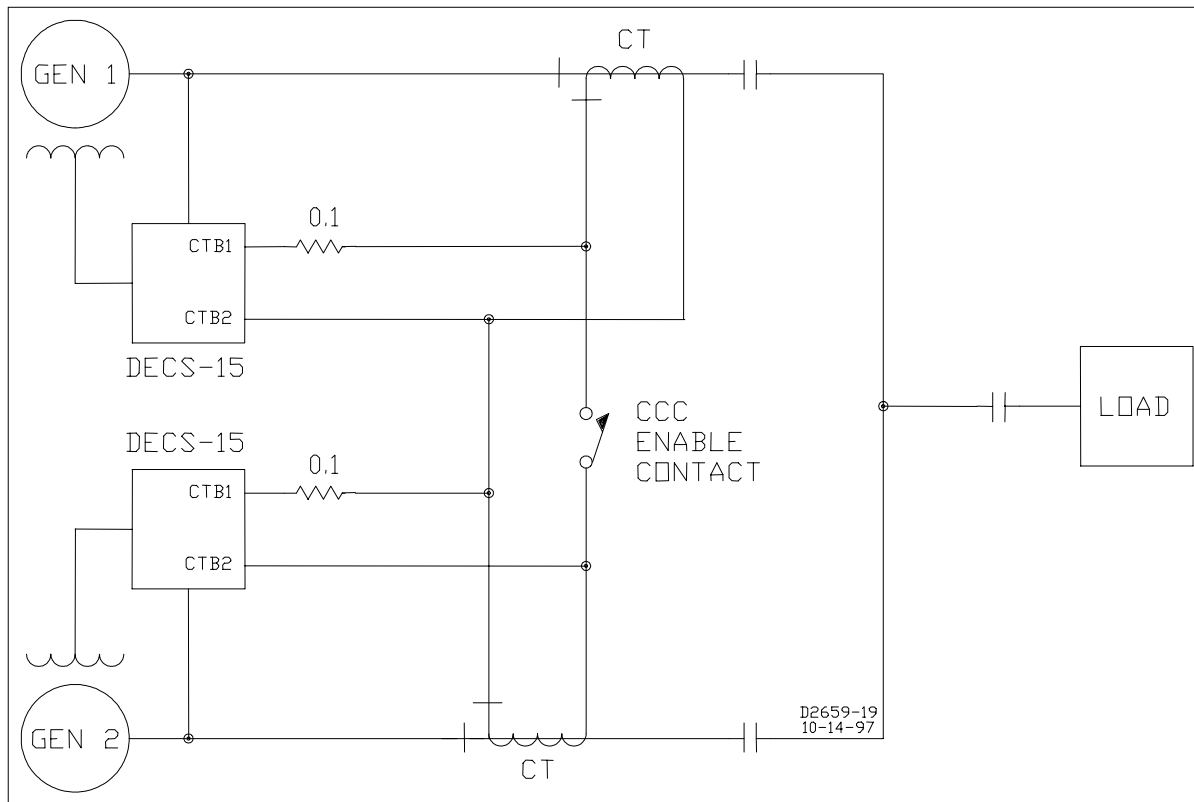 CT
GEN 1
0.1
CTB1
CTB2
DECS-15
CCC
ENABLE
CONTACT
LOAD
DECS-15
0.1
CTB1
CTB2
D2659-19
10-14-97
GEN 2
CT